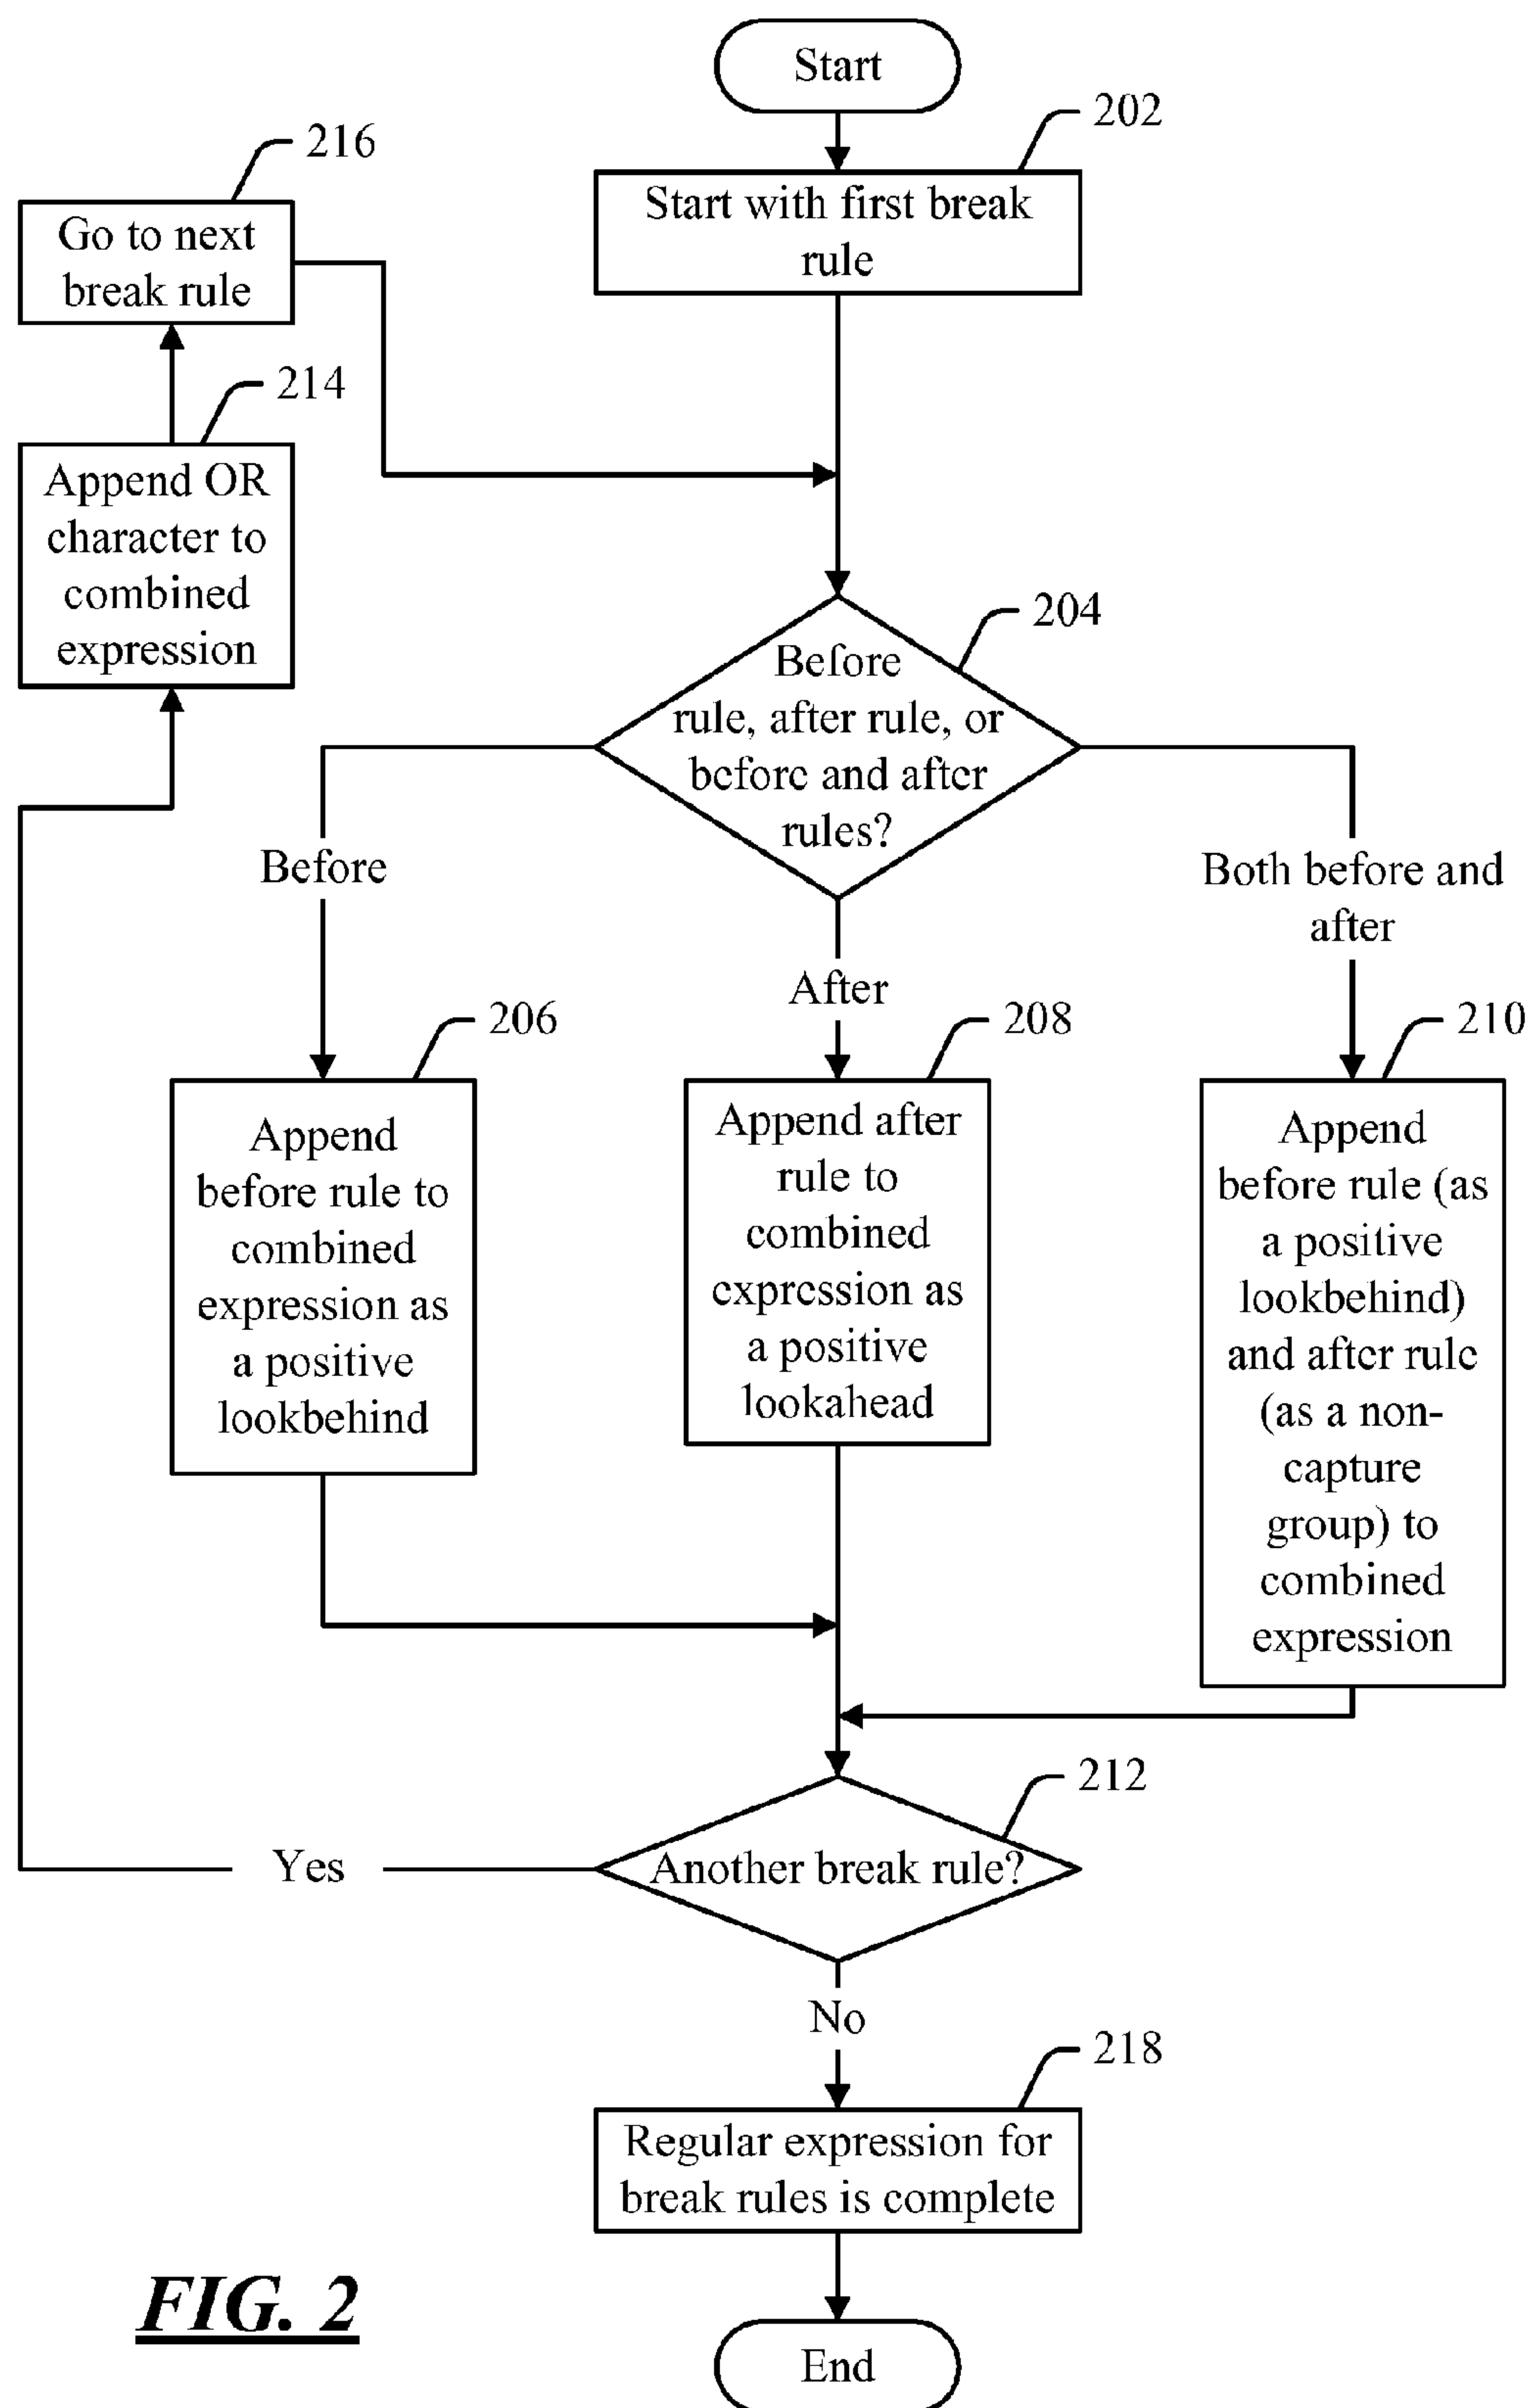 Start
202
Start with first break
rule
216
Go to next
break rule
214
Append OR
character to
combined
expression
204
Before
rule, after rule, or
before and after
rules?
Before
After
Both before and
after
206
Append
before rule to
combined
expression as
a positive
lookbehind
208
Append after
rule to
combined
expression as
a positive
lookahead
210
Append
before rule (as
a positive
lookbehind)
and after rule
(as a non-
capture
group) to
combined
expression
212
Another break rule?
Yes
No
218
Regular expression for
break rules is complete
End
FIG. 2